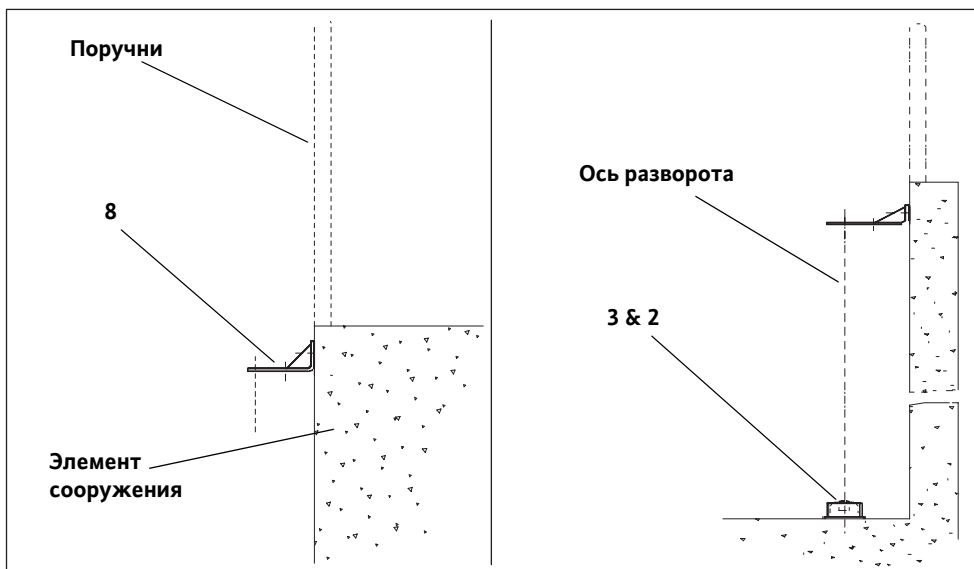 Поручни
8
Элемент
сооружения
Ось разворота
3 & 2